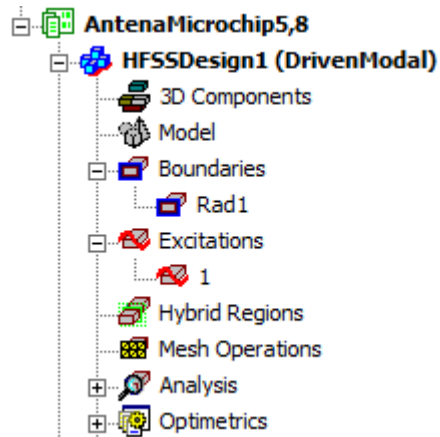 AntenaMicrochip5,8
HFSSDesign1 (DrivenModal)
3D Components
Model
Boundaries
Rad1
Excitations
1
Hybrid Regions
Mesh Operations
Analysis
Optimetrics